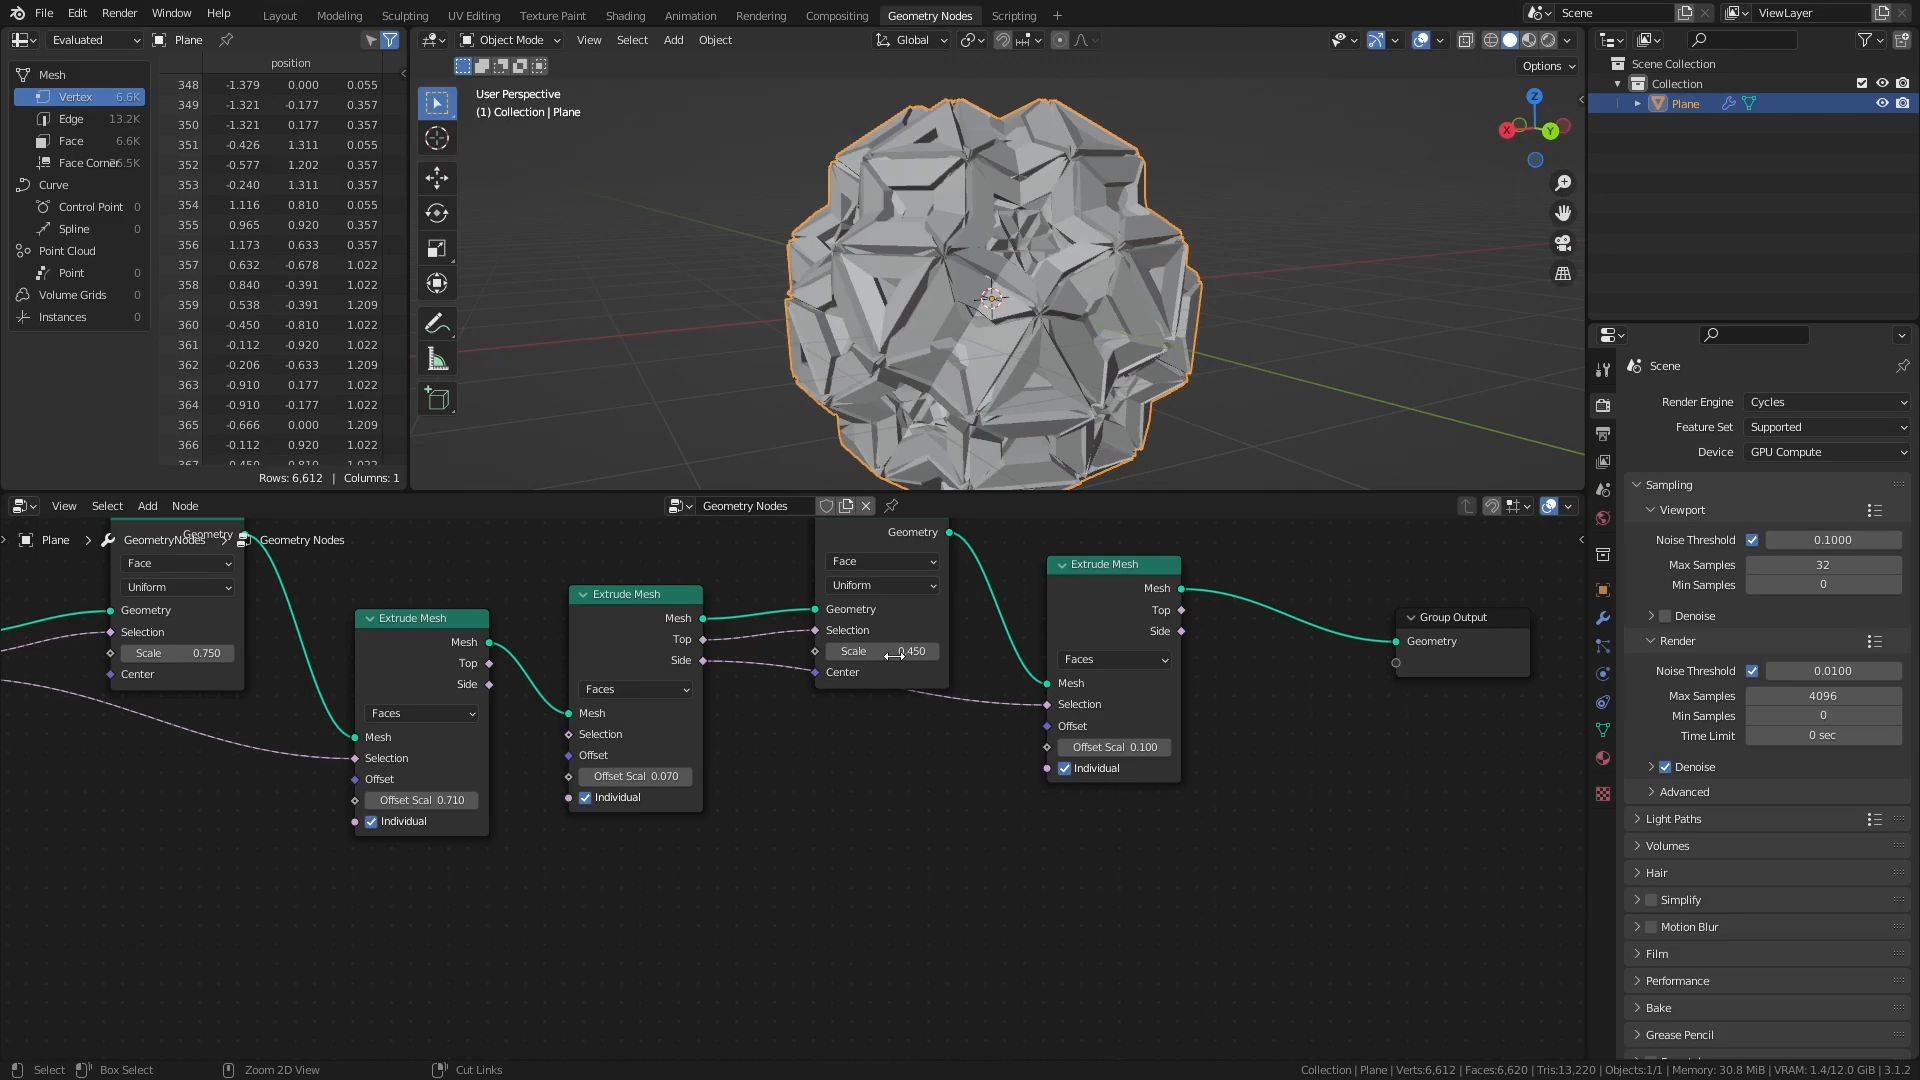 File Edit Render Window Help Layout Modeling Sculpting UV Editing Texture Paint Shading Animation Rendering Compositing Geometry Nodes Scripting + Scene ViewLayer
Evaluated Plane
Object Mode View Select Add Object Global
Options
User Perspective
(1) Collection | Plane
Z
X
Y
Scene Collection
Collection
Plane
position
Mesh
Vertex 6.6K
Edge 13.2K
Face 6.6K
Face Corner 26.5K
Curve
Control Point 0
Spline 0
Point Cloud
Point 0
Volume Grids 0
Instances 0
348 -1.379 0.000 0.055
349 -1.321 -0.177 0.357
350 -1.321 0.177 0.357
351 -0.426 1.311 0.055
352 -0.577 1.202 0.357
353 -0.240 1.311 0.357
354 1.116 0.810 0.055
355 0.965 0.920 0.357
356 1.173 0.633 0.357
357 0.632 -0.678 1.022
358 0.840 -0.391 1.022
359 0.538 -0.391 1.209
360 -0.450 -0.810 1.022
361 -0.112 -0.920 1.022
362 -0.206 -0.633 1.209
363 -0.910 0.177 1.022
364 -0.910 -0.177 1.022
365 -0.666 0.000 1.209
366 -0.112 0.920 1.022
367 -0.450 0.810 1.022
Rows: 6,612 | Columns: 1
View Select Add Node Geometry Nodes
Plane GeometryNodes Geometry Nodes
Geometry
Face
Uniform
Geometry
Selection
Scale 0.750
Center
Extrude Mesh
Mesh
Top
Side
Faces
Mesh
Selection
Offset
Offset Scal 0.710
Individual
Extrude Mesh
Mesh
Top
Side
Faces
Mesh
Selection
Offset
Offset Scal 0.070
Individual
Geometry
Face
Uniform
Geometry
Selection
Scale 0.450
Center
Extrude Mesh
Mesh
Top
Side
Faces
Mesh
Selection
Offset
Offset Scal 0.100
Individual
Group Output
Geometry
Scene
Render Engine Cycles
Feature Set Supported
Device GPU Compute
Sampling
Viewport
Noise Threshold 0.1000
Max Samples 32
Min Samples 0
Denoise
Render
Noise Threshold 0.0100
Max Samples 4096
Min Samples 0
Time Limit 0 sec
Denoise
Advanced
Light Paths
Volumes
Hair
Simplify
Motion Blur
Film
Performance
Bake
Grease Pencil
Select Box Select Zoom 2D View Cut Links Collection | Plane | Verts:6,612 | Faces:6,620 | Tris:13,220 | Objects:1/1 | Memory: 30.8 MiB | VRAM: 1.4/12.0 GiB | 3.1.2